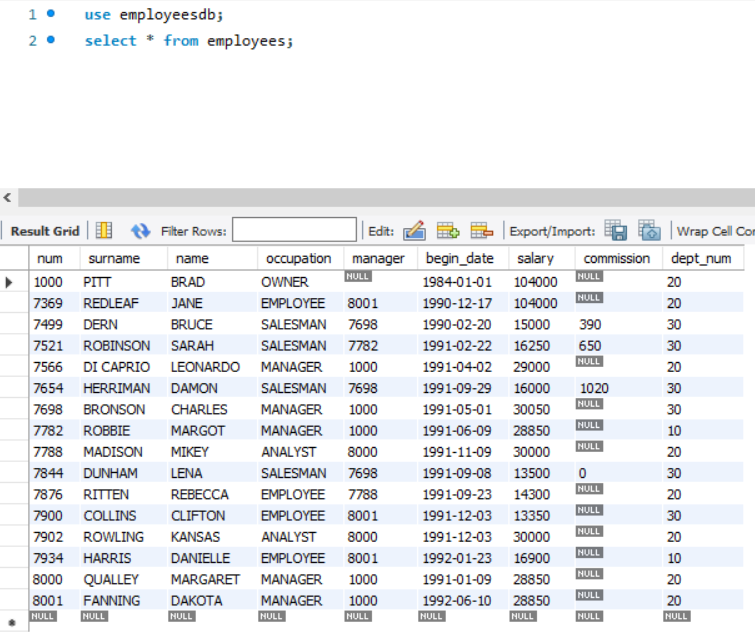 1 use employeesdb;
2 select * from employees;
Result Grid Filter Rows: Edit: Export/Import: Wrap Cell Con
num surname name occupation manager begin_date salary commission dept_num
1000 PITT BRAD OWNER NULL 1984-01-01 104000 NULL 20
7369 REDLEAF JANE EMPLOYEE 8001 1990-12-17 104000 NULL 20
7499 DERN BRUCE SALESMAN 7698 1990-02-20 15000 390 30
7521 ROBINSON SARAH SALESMAN 7782 1991-02-22 16250 650 30
7566 DI CAPRIO LEONARDO MANAGER 1000 1991-04-02 29000 NULL 20
7654 HERRIMAN DAMON SALESMAN 7698 1991-09-29 16000 1020 30
7698 BRONSON CHARLES MANAGER 1000 1991-05-01 30050 NULL 30
7782 ROBBIE MARGOT MANAGER 1000 1991-06-09 28850 NULL 10
7788 MADISON MIKEY ANALYST 8000 1991-11-09 30000 NULL 20
7844 DUNHAM LENA SALESMAN 7698 1991-09-08 13500 0 30
7876 RITTEN REBECCA EMPLOYEE 7788 1991-09-23 14300 NULL 20
7900 COLLINS CLIFTON EMPLOYEE 8001 1991-12-03 13350 NULL 30
7902 ROWLING KANSAS ANALYST 8000 1991-12-03 30000 NULL 20
7934 HARRIS DANIELLE EMPLOYEE 8001 1992-01-23 16900 NULL 10
8000 QUALLEY MARGARET MANAGER 1000 1991-01-09 28850 NULL 20
8001 FANNING DAKOTA MANAGER 1000 1992-06-10 28850 NULL 20
NULL NULL NULL NULL NULL NULL NULL NULL NULL